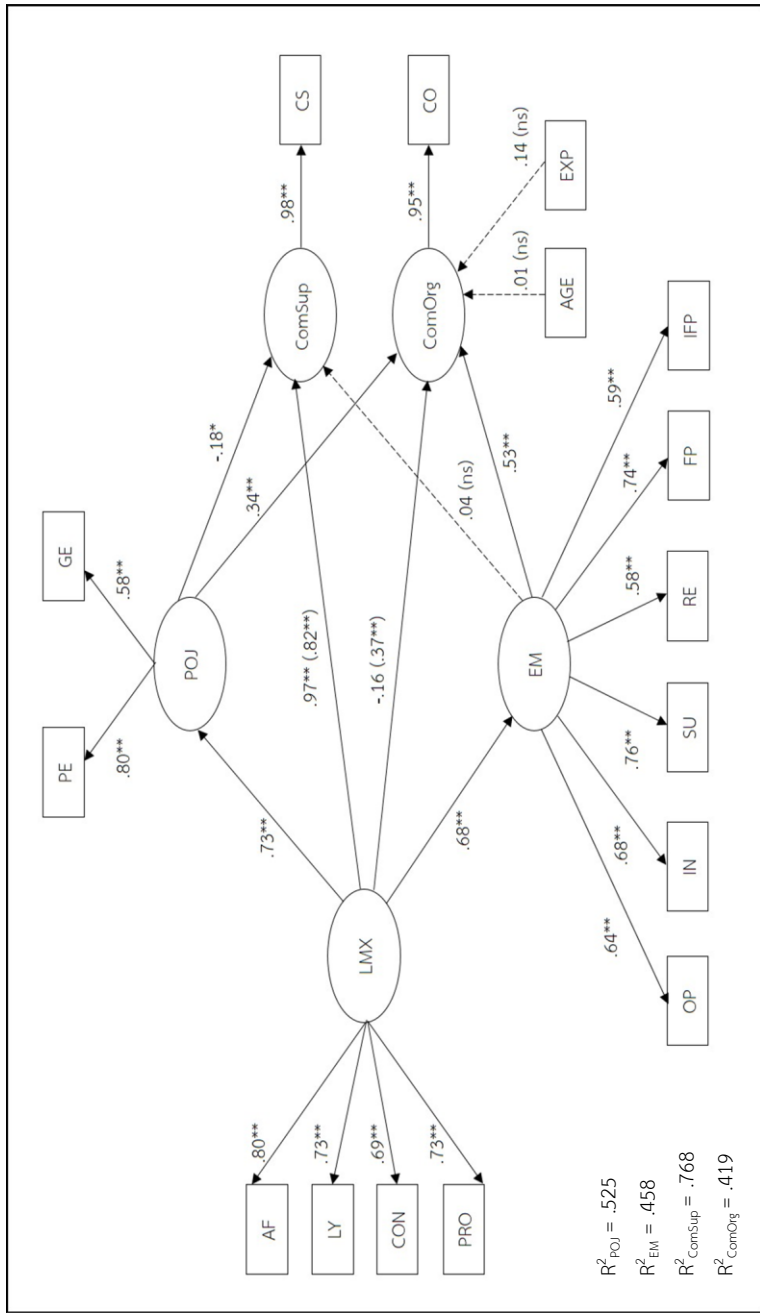 PE
GE
.80**
.58**
POJ
AF
LY
CON
PRO
.80**
.73**
.69**
.73**
LMX
.73**
.97** (.82**)
-.16 (.37**)
.68**
-.18*
.34**
.04 (ns)
.53**
ComSup
.98**
CS
ComOrg
.95**
CO
.01 (ns)
.14 (ns)
AGE
EXP
EM
.64**
.68**
.76**
.58**
.74**
.59**
OP
IN
SU
RE
FP
IFP
R²POJ = .525
R²EM = .458
R²ComSup = .768
R²ComOrg = .419